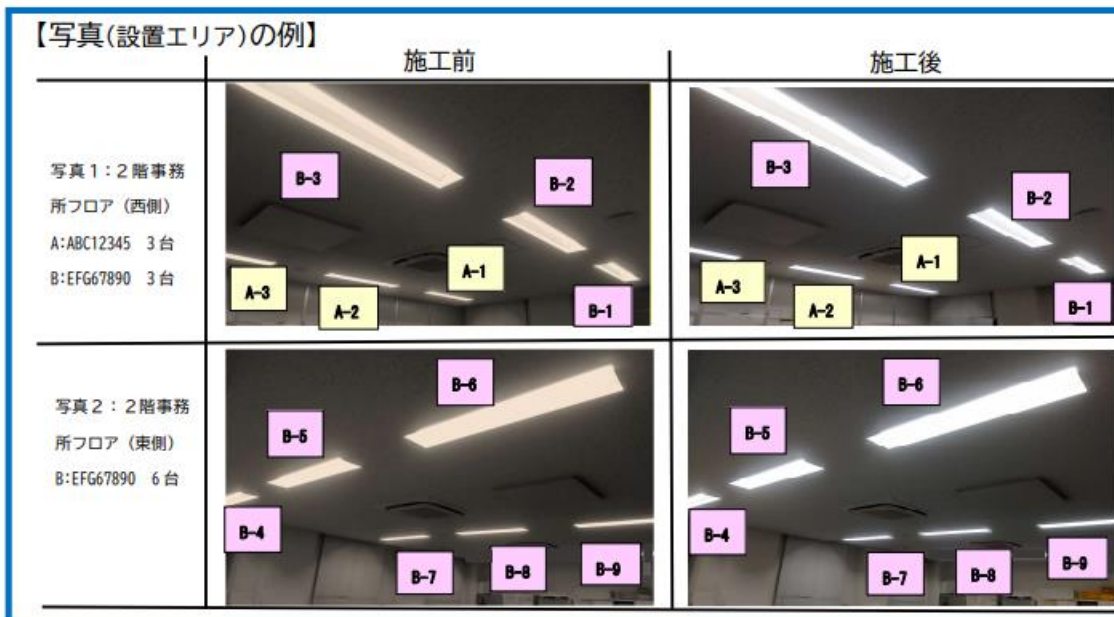 【写真(設置エリア)の例】
施工前
施工後
写真１：２階事務
所フロア（西側）
A:ABC12345　3台
B:EFG67890　3台
B-3
B-2
A-1
A-3
A-2
B-1
B-3
B-2
A-1
A-3
A-2
B-1
写真２：２階事務
所フロア（東側）
B:EFG67890　6台
B-6
B-5
B-4
B-7
B-8
B-9
B-6
B-5
B-4
B-7
B-8
B-9